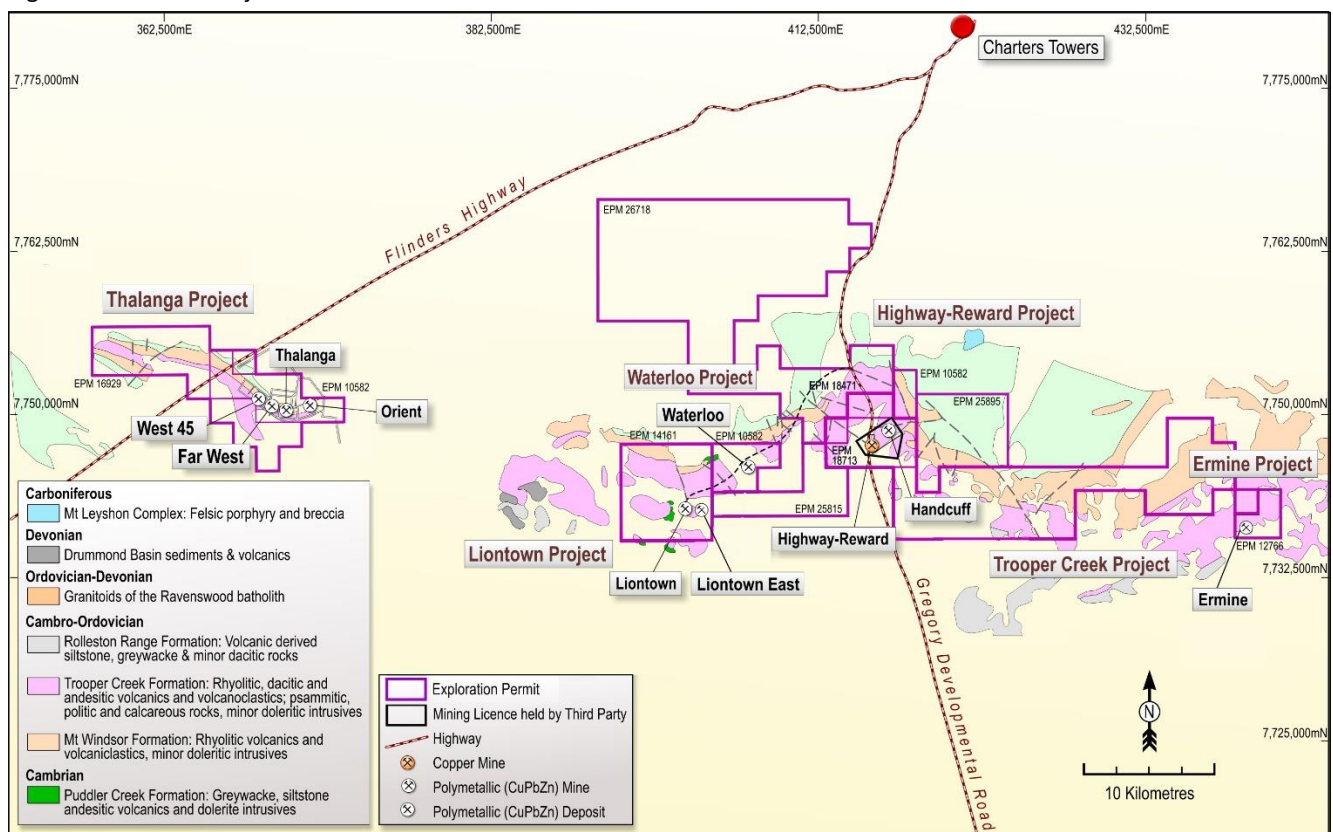 362,500mE
382,500mE
412,500mE
432,500mE
Charters Towers
7,775,000mN
7,775,000mN
Flinders Highway
EPM 26718
7,762,500mN
7,762,500mN
Thalanga Project
Highway-Reward Project
Thalanga
EPM 16929
EPM 10582
Waterloo Project
EPM 18471
EPM 10582
EPM 25895
7,750,000mN
Orient
7,750,000mN
West 45
Waterloo
Far West
EPM 14161
EPM 10582
EPM
18713
Ermine Project
Handcuff
EPM 25815
Highway-Reward
EPM 12766
Liontown Project
Trooper Creek Project
Liontown
Liontown East
7,732,500mN
Ermine
Gregory Developmental Road
Carboniferous
Mt Leyshon Complex: Felsic porphyry and breccia
Devonian
Drummond Basin sediments & volcanics
Ordovician-Devonian
Granitoids of the Ravenswood batholith
Cambro-Ordovician
Rolleston Range Formation: Volcanic derived
siltstone, greywacke & minor dacitic rocks
Trooper Creek Formation: Rhyolitic, dacitic and
andesitic volcanics and volcanoclastics; psammitic,
politic and calcareous rocks, minor doleritic intrusives
Mt Windsor Formation: Rhyolitic volcanics and
volcaniclastics, minor doleritic intrusives
Cambrian
Puddler Creek Formation: Greywacke, siltstone
andesitic volcanics and dolerite intrusives
Exploration Permit
Mining Licence held by Third Party
Highway
Copper Mine
Polymetallic (CuPbZn) Mine
Polymetallic (CuPbZn) Deposit
N
7,725,000mN
10 Kilometres